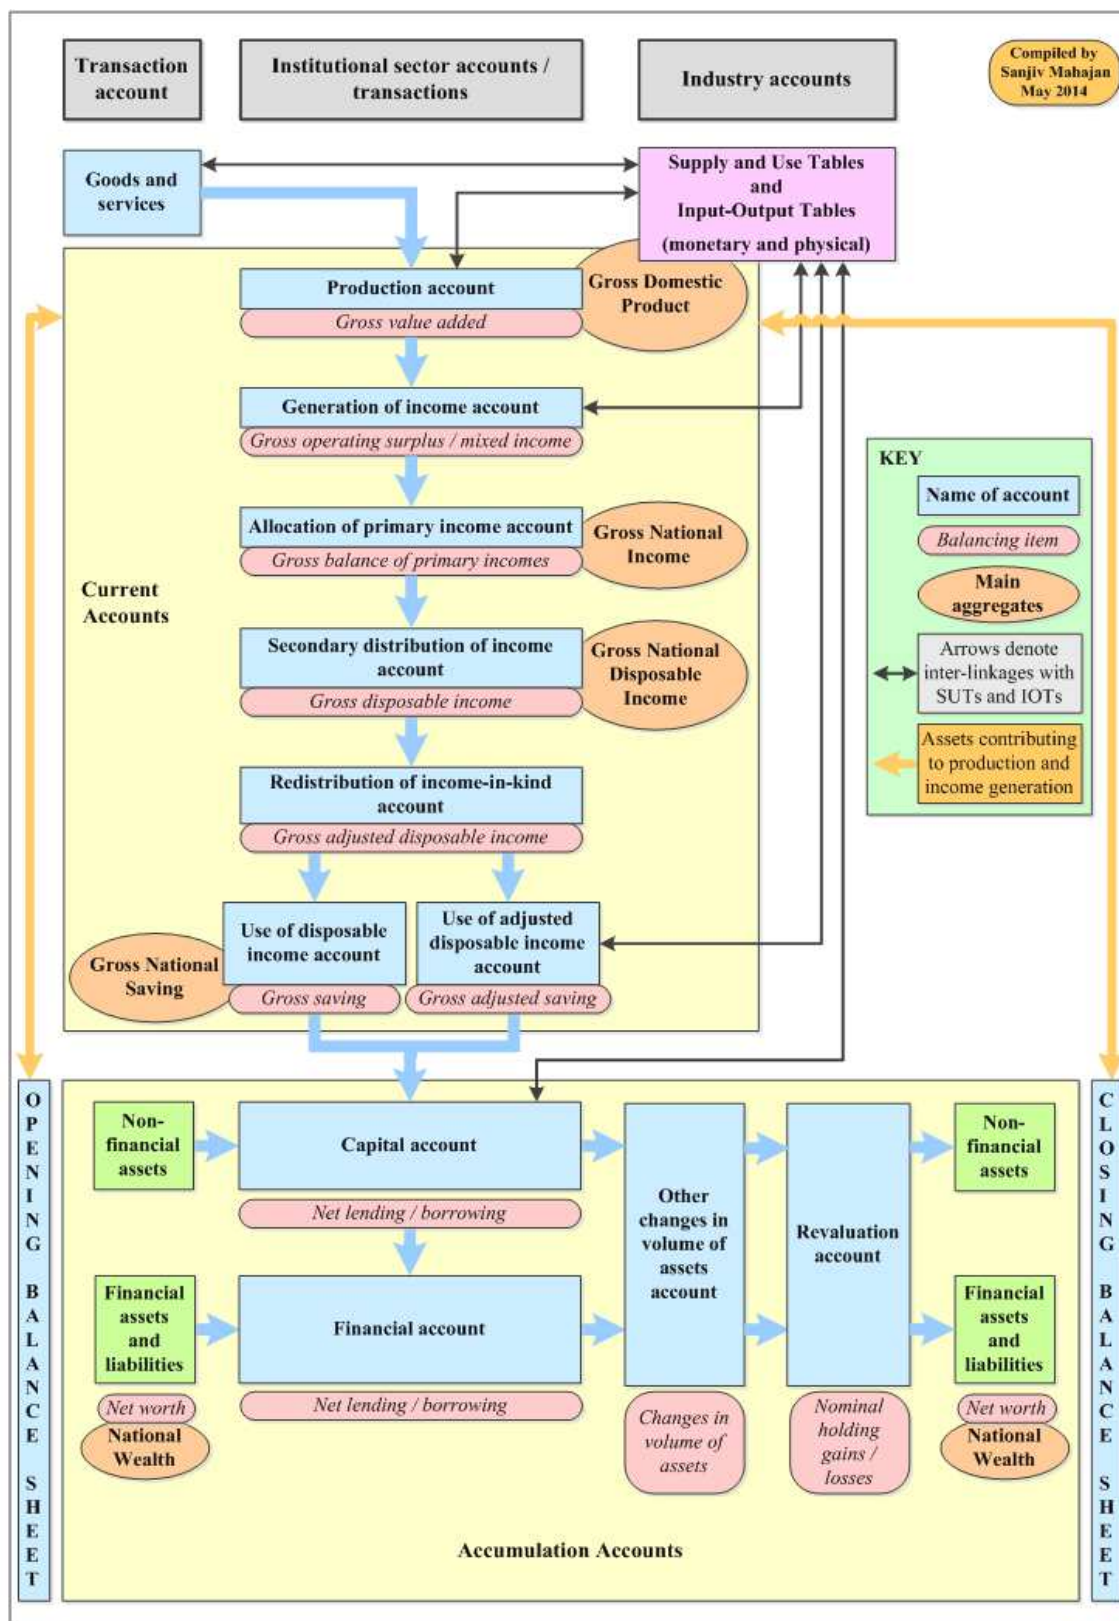 Transaction
account
Institutional sector accounts /
transactions
Industry accounts
Compiled by
Sanjiv Mahajan
May 2014
Goods and
services
Supply and Use Tables
and
Input-Output Tables
(monetary and physical)
Production account
Gross value added
Gross Domestic
Product
Generation of income account
Gross operating surplus / mixed income
Allocation of primary income account
Gross balance of primary incomes
Gross National
Income
Current
Accounts
Secondary distribution of income
account
Gross disposable income
Gross National
Disposable
Income
Redistribution of income-in-kind
account
Gross adjusted disposable income
Use of disposable
income account
Gross saving
Use of adjusted
disposable income
account
Gross adjusted saving
Gross National
Saving
KEY
Name of account
Balancing item
Main
aggregates
Arrows denote
inter-linkages with
SUTs and IOTs
Assets contributing
to production and
income generation
OPENING BALANCE SHEET
Non-
financial
assets
Capital account
Net lending / borrowing
Financial
assets
and
liabilities
Net worth
National
Wealth
Financial account
Net lending / borrowing
Other
changes in
volume of
assets
account
Changes in
volume of
assets
Revaluation
account
Nominal
holding
gains /
losses
Non-
financial
assets
Financial
assets
and
liabilities
Net worth
National
Wealth
CLOSING BALANCE SHEET
Accumulation Accounts